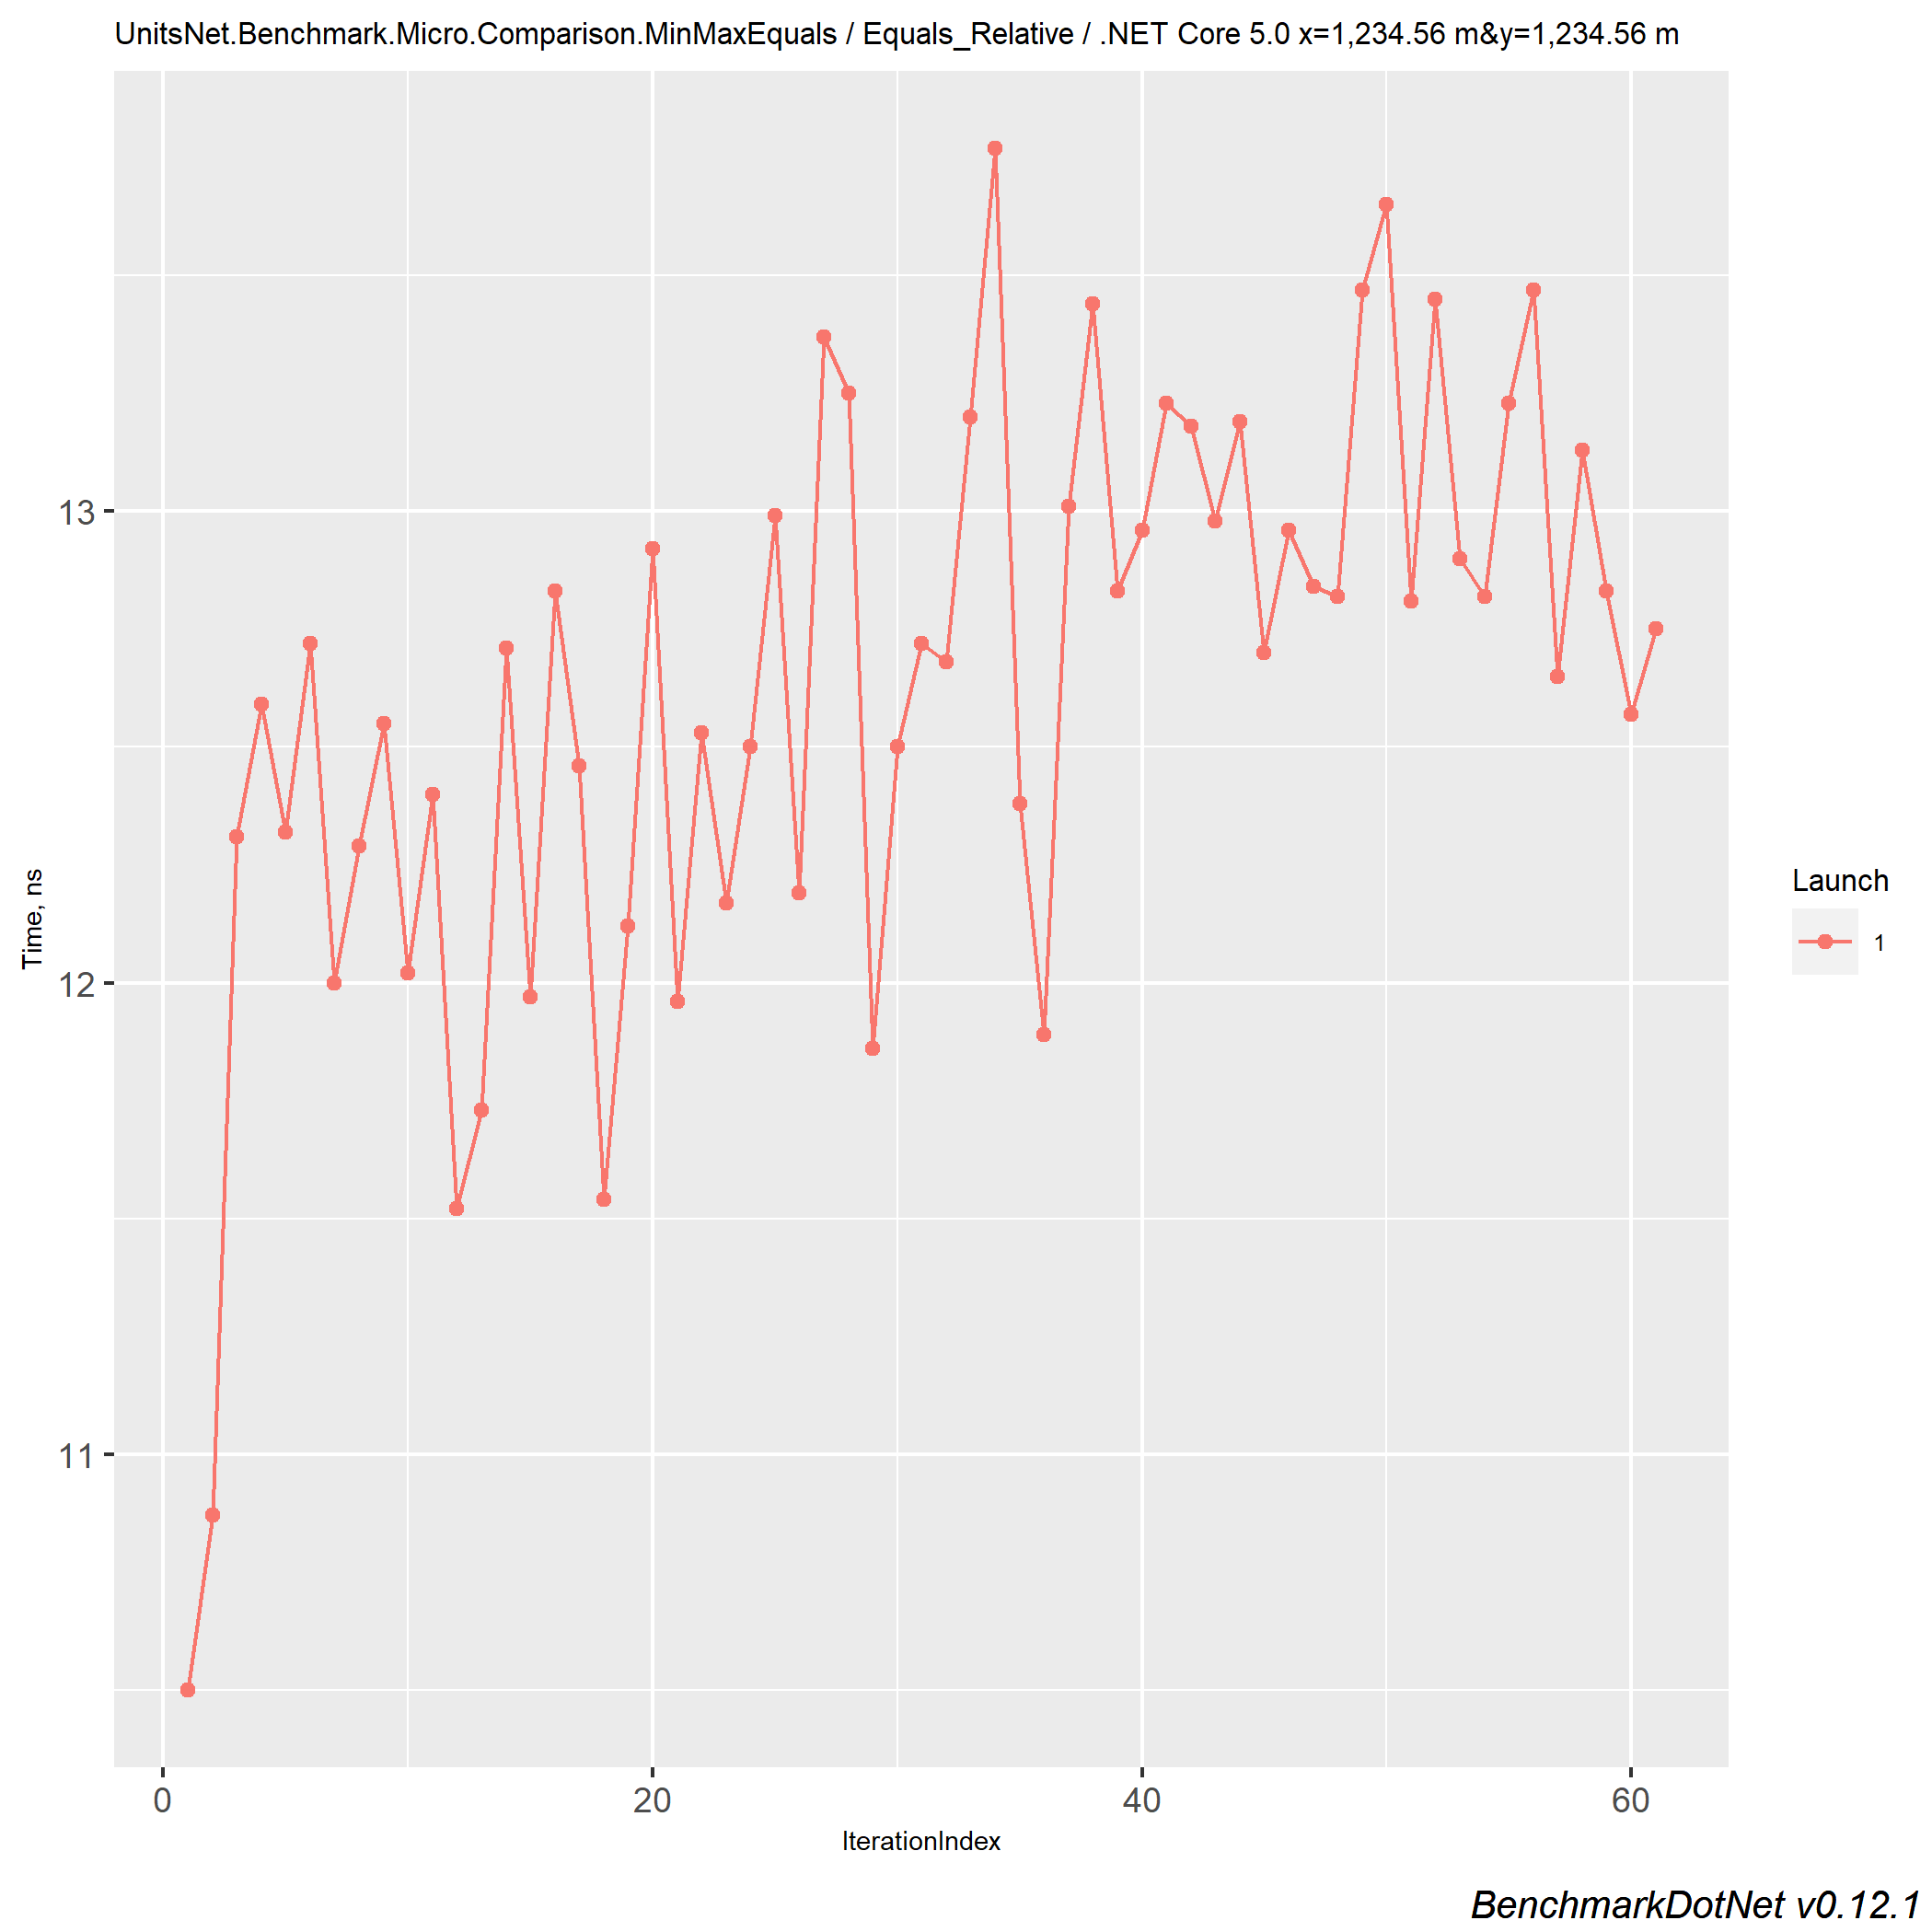 UnitsNet.Benchmark.Micro.Comparison.MinMaxEquals / Equals_Relative / .NET Core 5.0 x=1,234.56 m&y=1,234.56 m
13
12
11
Time, ns
0 20 40 60
IterationIndex
Launch
1
BenchmarkDotNet v0.12.1